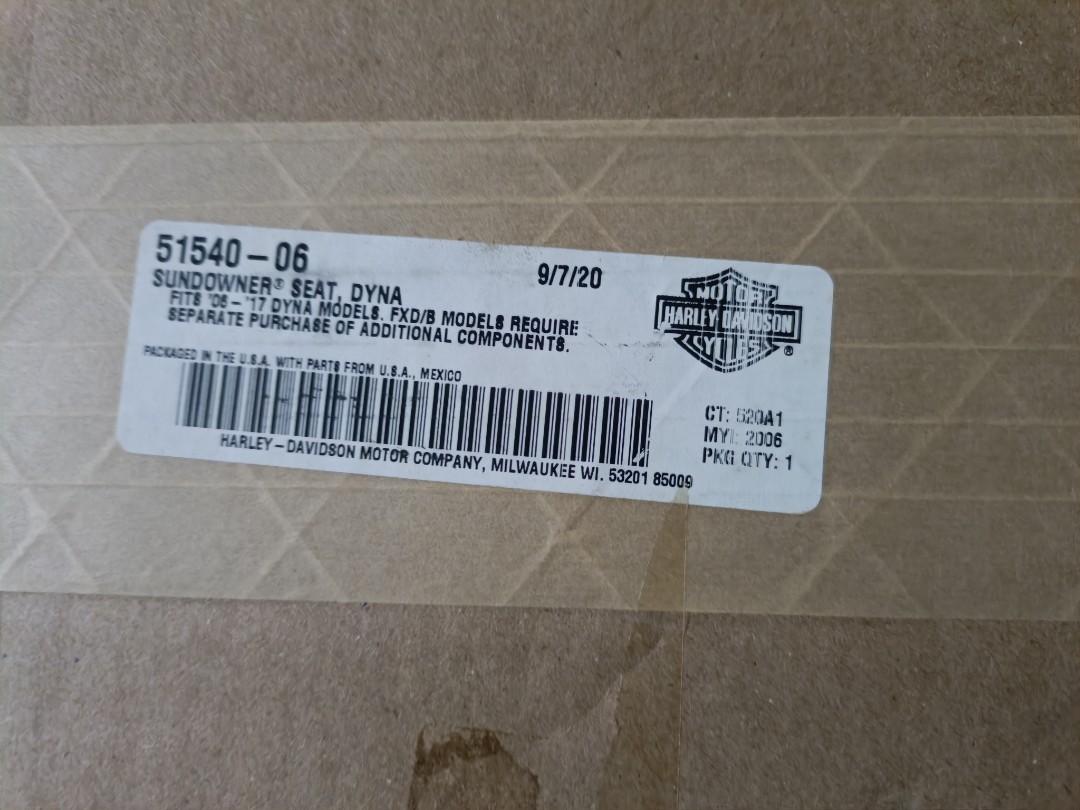 51540-06
9/7/20
SUNDOWNER® SEAT, DYNA
FITS '06-'17 DYNA MODELS. FXD/B MODELS REQUIRE
SEPARATE PURCHASE OF ADDITIONAL COMPONENTS.
PACKAGED IN THE U.S.A. WITH PARTS FROM U.S.A., MEXICO
HARLEY-DAVIDSON MOTOR COMPANY, MILWAUKEE WI. 53201 85009
MOTOR
HARLEY-DAVIDSON
CYCLES
®
CT: 520A1
MYI: 2006
PKG QTY: 1